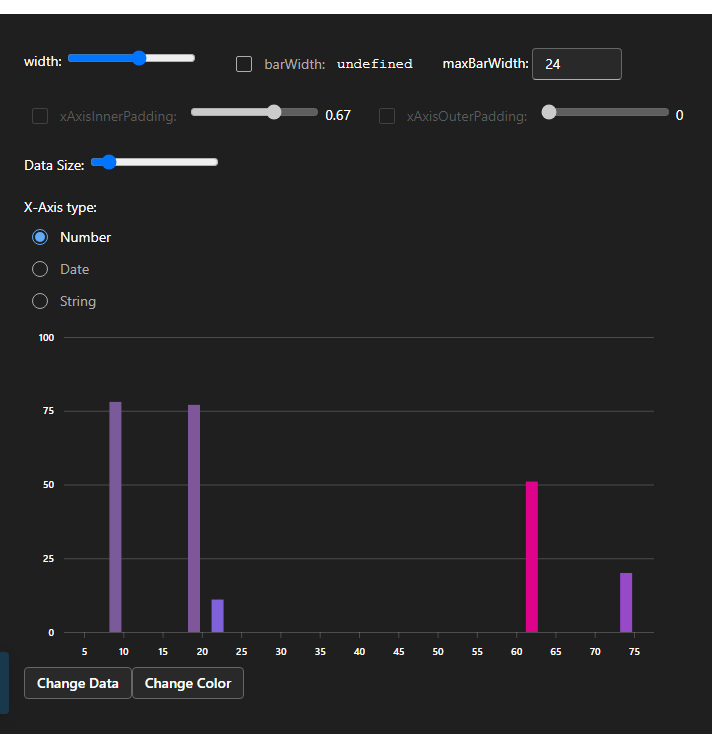 width: barWidth: undefined maxBarWidth: 24
xAxisInnerPadding: 0.67 xAxisOuterPadding: 0
Data Size:
X-Axis type:
Number
Date
String
100
75
50
25
0
5 10 15 20 25 30 35 40 45 50 55 60 65 70 75
Change Data Change Color